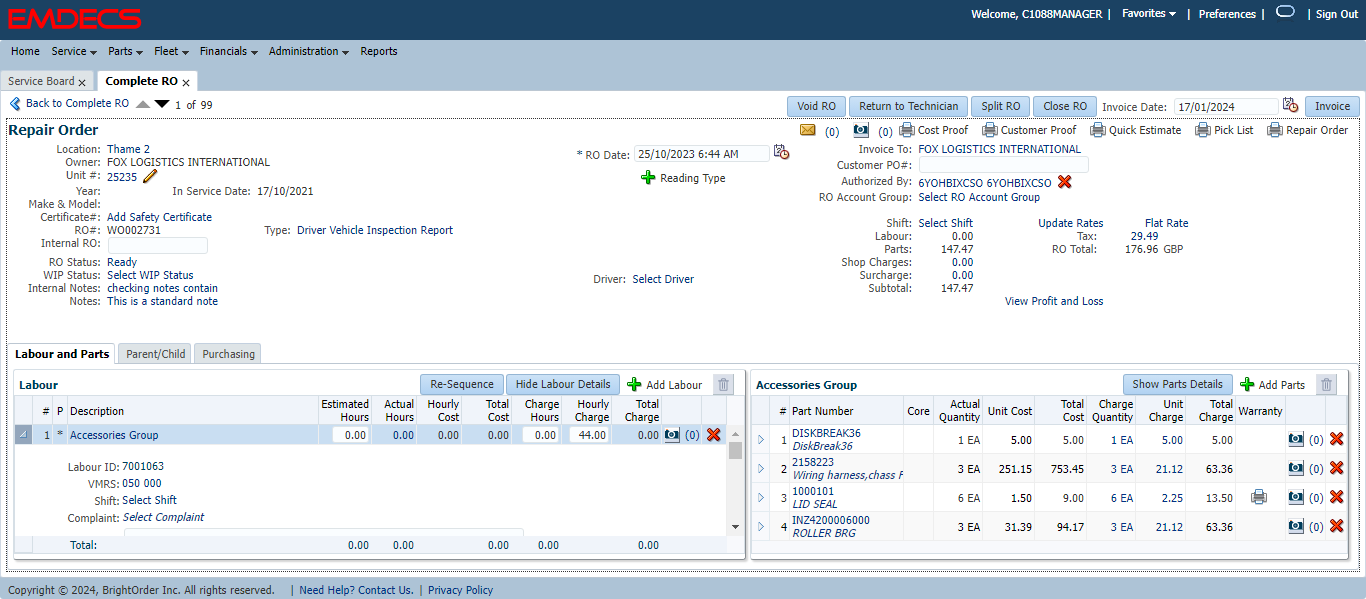 EMDECS
Welcome, C1088MANAGER | Favorites | Preferences | | Sign Out
Home Service Parts Fleet Financials Administration Reports
Service Board x Complete RO x
Back to Complete RO 1 of 99 Void RO Return to Technician Split RO Close RO Invoice Date: 17/01/2024 Invoice
Repair Order (0) (0) Cost Proof Customer Proof Quick Estimate Pick List Repair Order
Location: Thame 2 * RO Date: 25/10/2023 6:44 AM Invoice To: FOX LOGISTICS INTERNATIONAL
Owner: FOX LOGISTICS INTERNATIONAL Customer PO#:
Unit #: 25235 Reading Type Authorized By: 6YOHBIXCSO 6YOHBIXCSO
Year: In Service Date: 17/10/2021 RO Account Group: Select RO Account Group
Make & Model:
Certificate#: Add Safety Certificate Shift: Select Shift Update Rates Flat Rate
RO#: WO002731 Type: Driver Vehicle Inspection Report Labour: 0.00 Tax: 29.49
Internal RO: Parts: 147.47 RO Total: 176.96 GBP
RO Status: Ready Shop Charges: 0.00
WIP Status: Select WIP Status Driver: Select Driver Surcharge: 0.00
Internal Notes: checking notes contain Subtotal: 147.47
Notes: This is a standard note View Profit and Loss
Labour and Parts Parent/Child Purchasing
Labour Re-Sequence Hide Labour Details Add Labour
# P Description Estimated Hours Actual Hours Hourly Cost Total Cost Charge Hours Hourly Charge Total Charge
1 * Accessories Group 0.00 0.00 0.00 0.00 0.00 44.00 0.00 (0)
Labour ID: 7001063
VMRS: 050 000
Shift: Select Shift
Complaint: Select Complaint
Total: 0.00 0.00 0.00 0.00 0.00
Accessories Group Show Parts Details Add Parts
# Part Number Core Actual Quantity Unit Cost Total Cost Charge Quantity Unit Charge Total Charge Warranty
1 DISKBREAK36 1 EA 5.00 5.00 1 EA 5.00 5.00 (0)
DiskBreak36
2 2158223 3 EA 251.15 753.45 3 EA 21.12 63.36 (0)
Wiring harness,chass F
3 1000101 6 EA 1.50 9.00 6 EA 2.25 13.50 (0)
LID SEAL
4 INZ4200006000 3 EA 31.39 94.17 3 EA 21.12 63.36 (0)
ROLLER BRG
Copyright © 2024, BrightOrder Inc. All rights reserved. | Need Help? Contact Us. | Privacy Policy